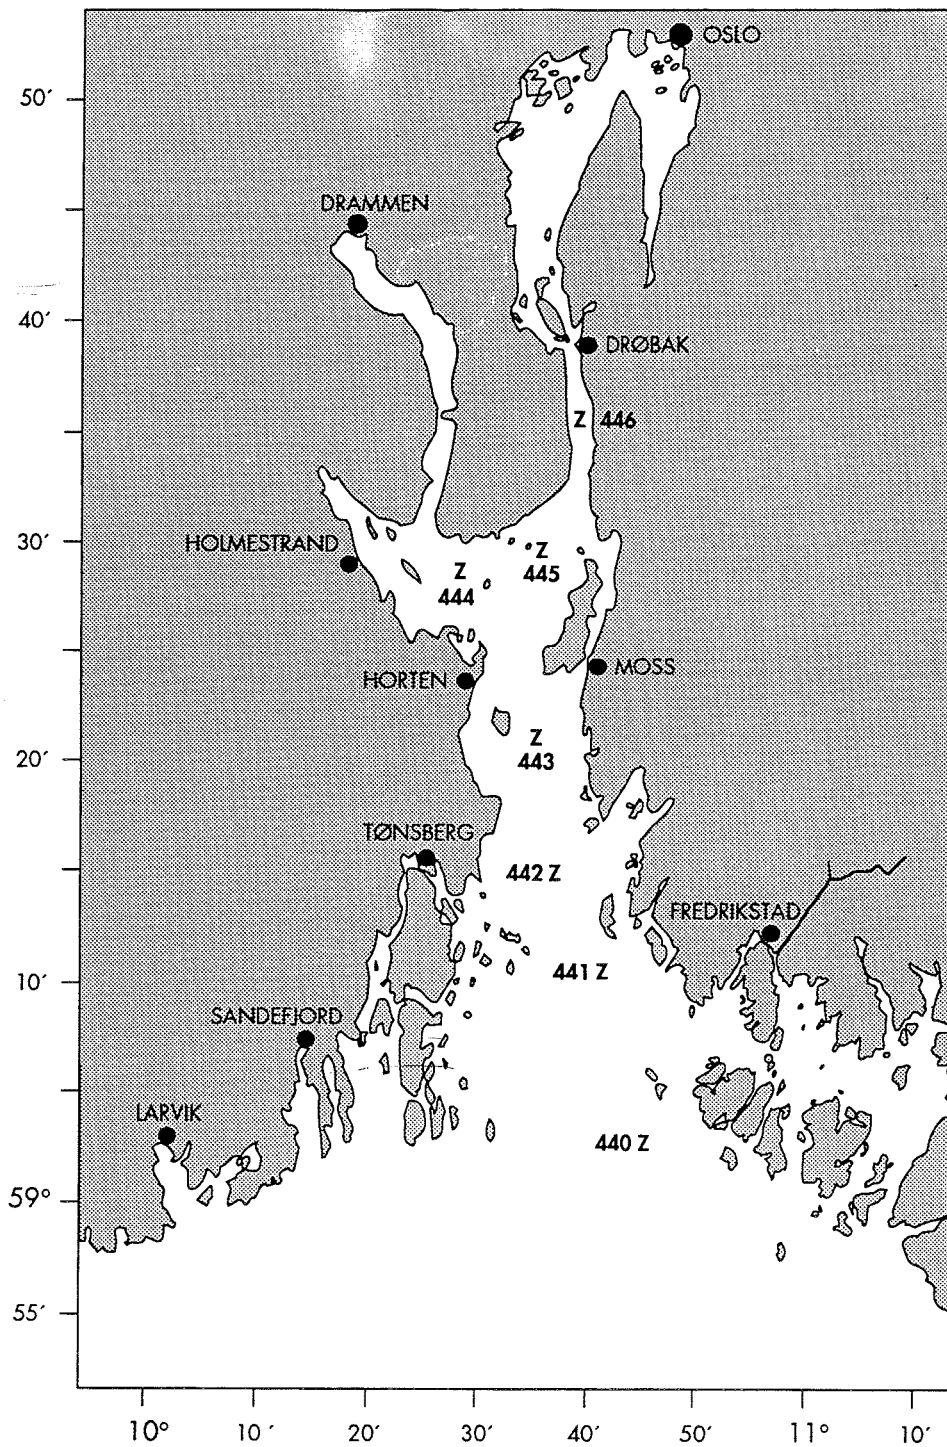 OSLO
50′
DRAMMEN
40′
DRØBAK
Z 446
30′
HOLMESTRAND
Z
445
Z
444
MOSS
HORTEN
Z
443
20′
TØNSBERG
442 Z
FREDRIKSTAD
441 Z
10′
SANDEFJORD
LARVIK
440 Z
59°
55′
10°
10′
20′
30′
40′
50′
11°
10′